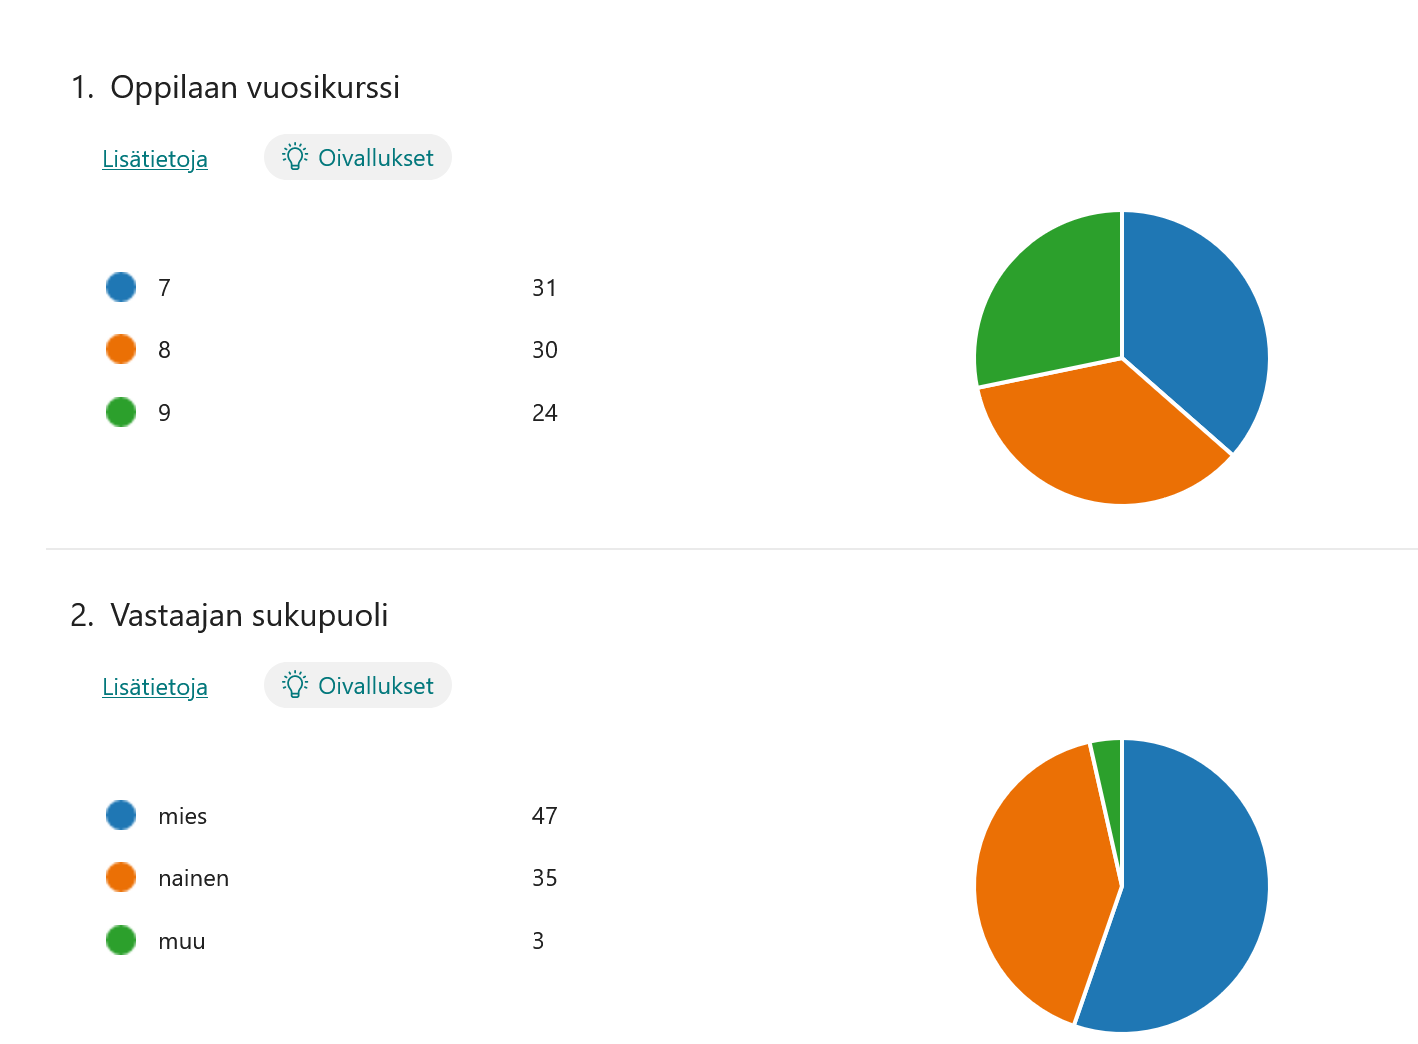 1. Oppilaan vuosikurssi
Lisätietoja Oivallukset
7 31
8 30
9 24
2. Vastaajan sukupuoli
Lisätietoja Oivallukset
mies 47
nainen 35
muu 3